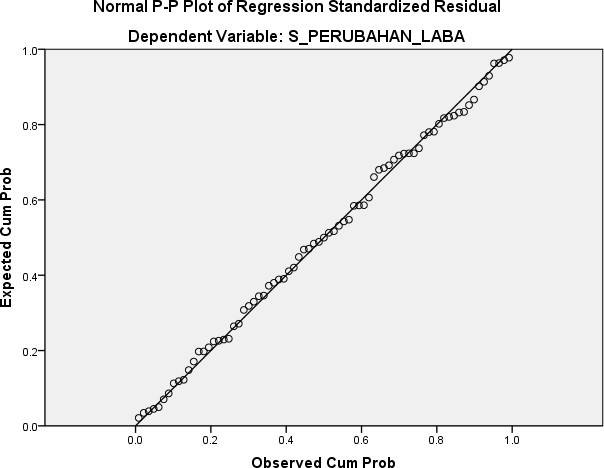 Normal P-P Plot of Regression Standardized Residual
Dependent Variable: S_PERUBAHAN_LABA
Expected Cum Prob
1.0
0.8
0.6
0.4
0.2
0.0
0.0 0.2 0.4 0.6 0.8 1.0
Observed Cum Prob